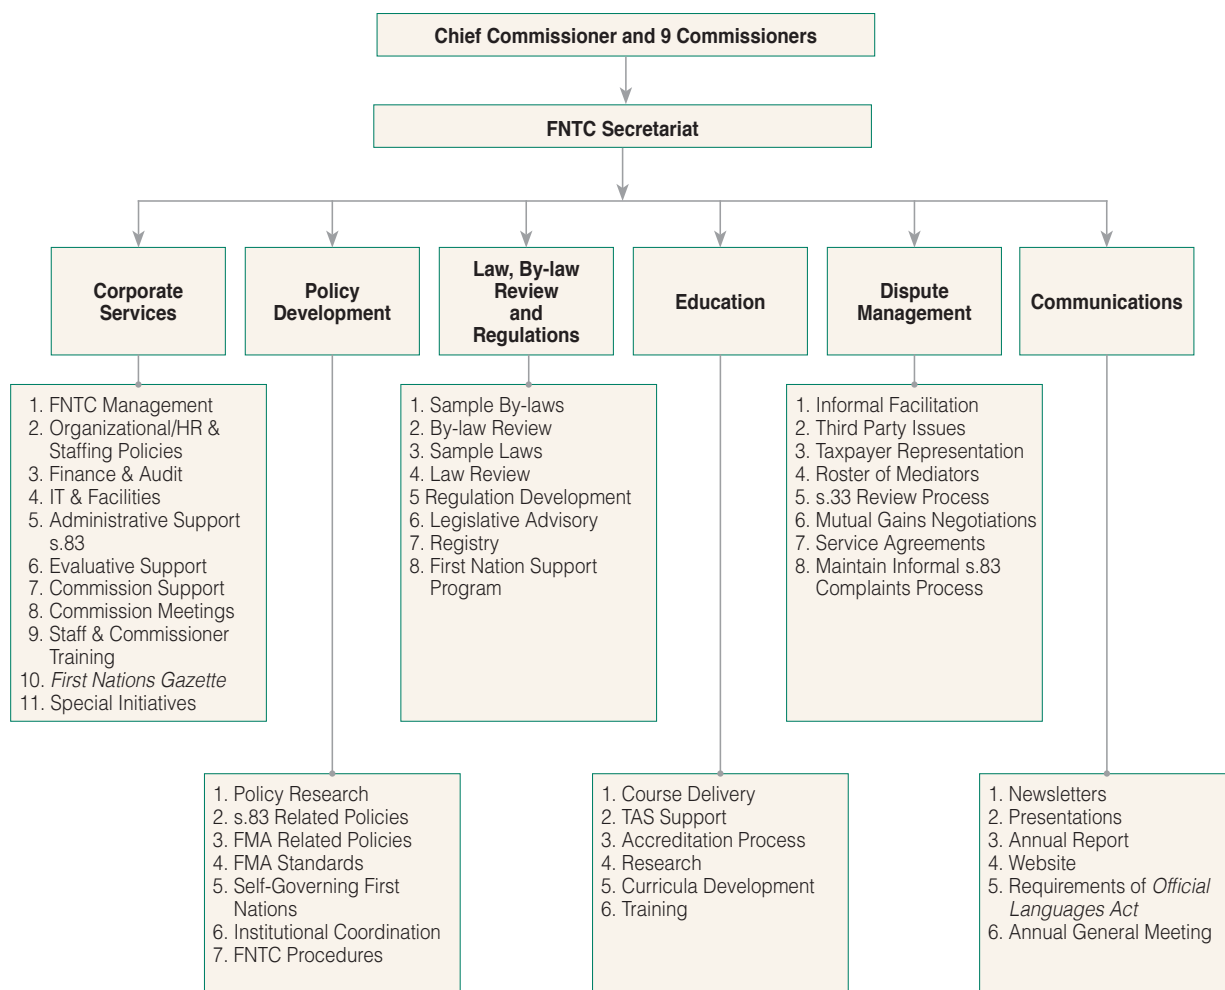 Chief Commissioner and 9 Commissioners
FNTC Secretariat
Corporate
Services
Policy
Development
Law, By-law
Review
and
Regulations
Education
Dispute
Management
Communications
1. FNTC Management
2. Organizational/HR &
Staffing Policies
3. Finance & Audit
4. IT & Facilities
5. Administrative Support
s.83
6. Evaluative Support
7. Commission Support
8. Commission Meetings
9. Staff & Commissioner
Training
10. First Nations Gazette
11. Special Initiatives
1. Sample By-laws
2. By-law Review
3. Sample Laws
4. Law Review
5 Regulation Development
6. Legislative Advisory
7. Registry
8. First Nation Support
Program
1. Informal Facilitation
2. Third Party Issues
3. Taxpayer Representation
4. Roster of Mediators
5. s.33 Review Process
6. Mutual Gains Negotiations
7. Service Agreements
8. Maintain Informal s.83
Complaints Process
1. Policy Research
2. s.83 Related Policies
3. FMA Related Policies
4. FMA Standards
5. Self-Governing First
Nations
6. Institutional Coordination
7. FNTC Procedures
1. Course Delivery
2. TAS Support
3. Accreditation Process
4. Research
5. Curricula Development
6. Training
1. Newsletters
2. Presentations
3. Annual Report
4. Website
5. Requirements of Official
Languages Act
6. Annual General Meeting